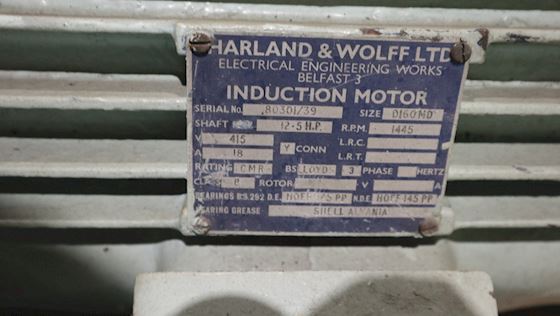 HARLAND & WOLFF LTD
ELECTRICAL ENGINEERING WORKS
BELFAST 3
INDUCTION MOTOR
SERIAL No. 80301/39 SIZE D160MD
SHAFT 12·5 H.P. R.P.M. 1445
V 415 Y CONN L.R.C.
A 18 L.R.T.
RATING CMR BS LLOYDS 3 PHASE HERTZ
CLASS ROTOR V A
BEARINGS B.S.292 D.E. PP N.D.E. HOFF 145 PP
BEARING GREASE SHELL ALVANIA